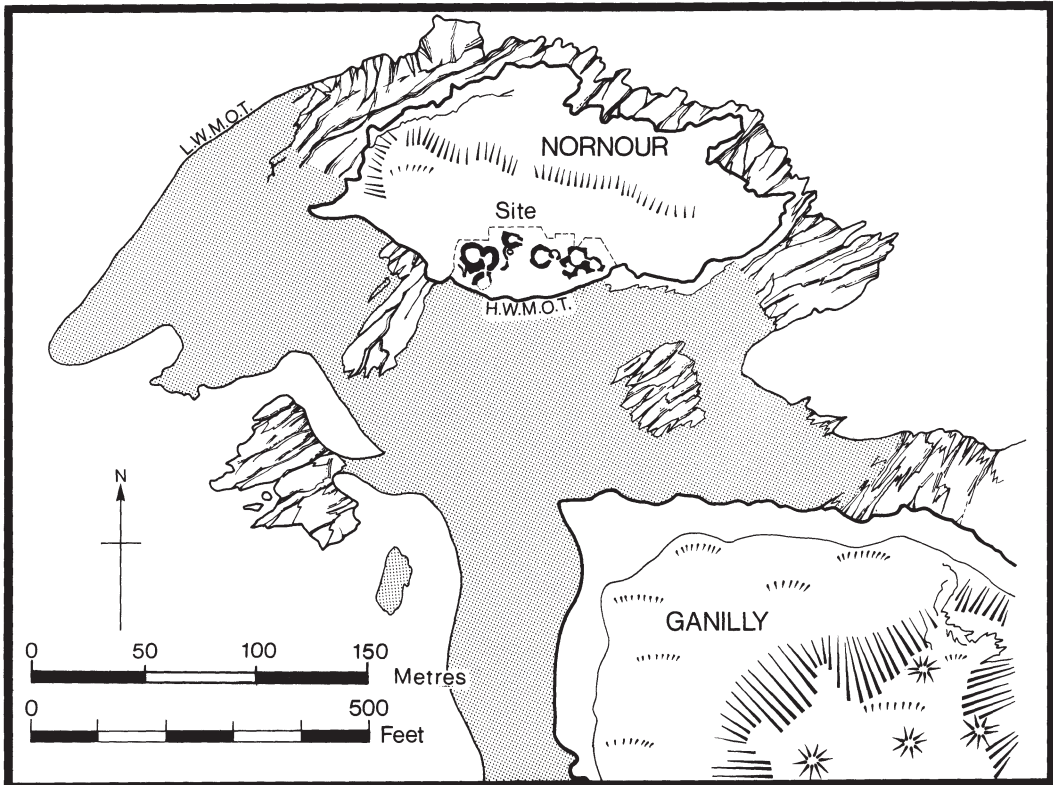 L.W.M.O.T.
NORNOUR
Site
H.W.M.O.T.
N
GANILLY
0 50 100 150
Metres
0 500
Feet